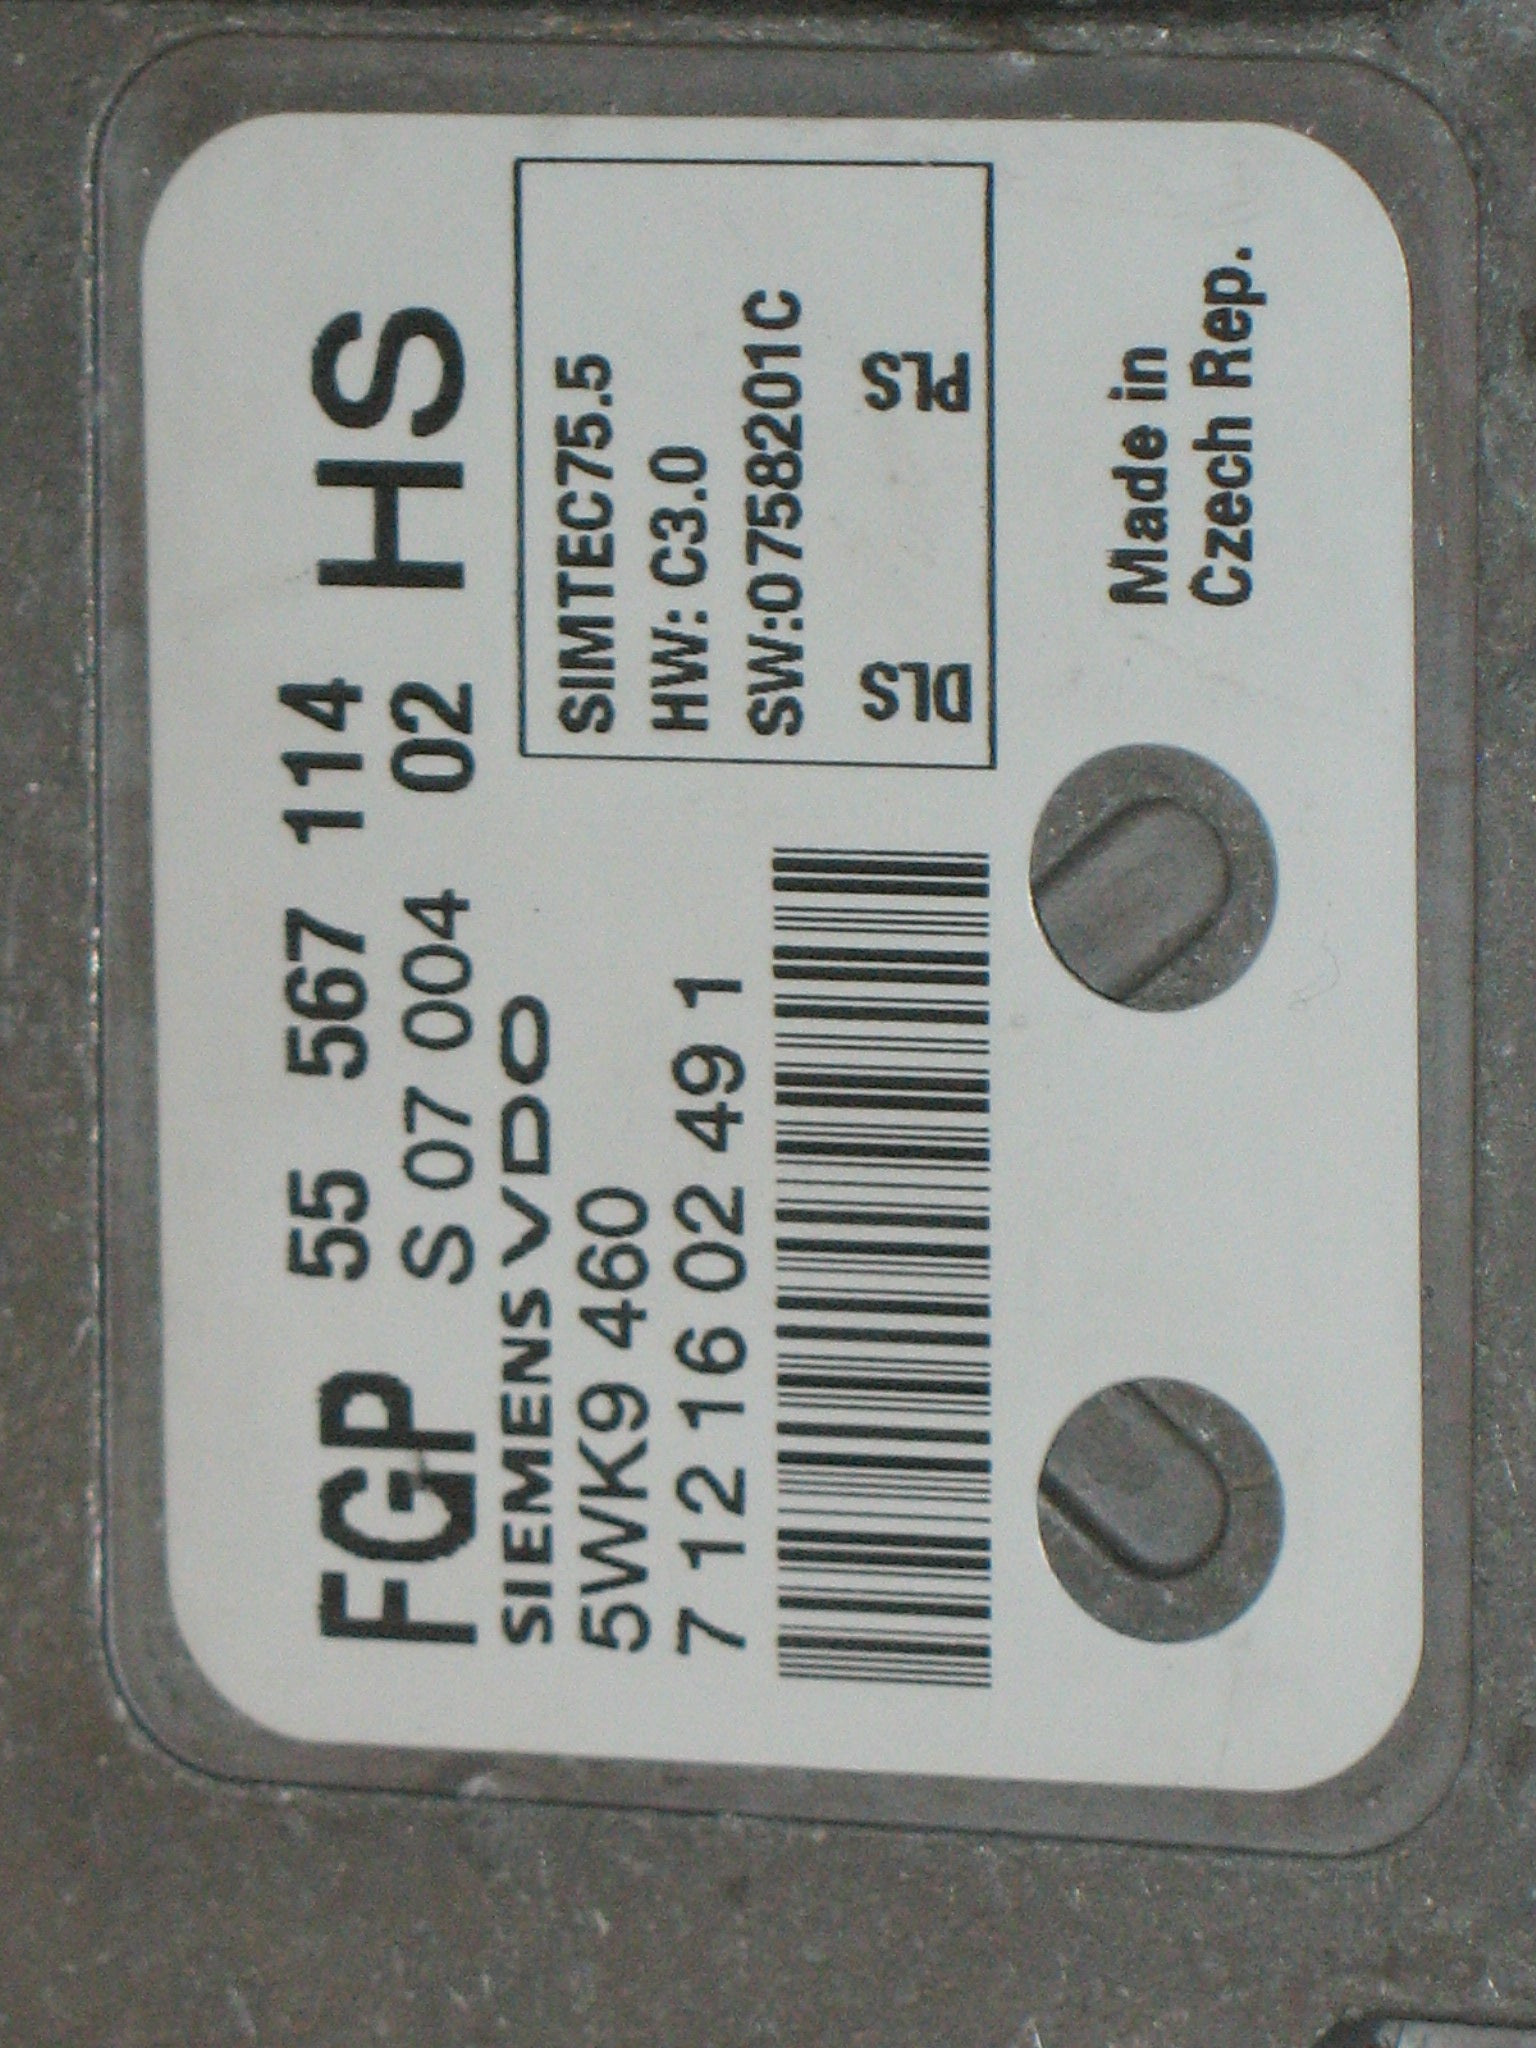 FGP 55 567 114 HS
S 07 004 02
SIEMENS VDO
5WK9 460
7 12 16 02 49 1
SIMTEC75.5
HW: C3.0
SW:0758201C
DLS PLS
Made in
Czech Rep.